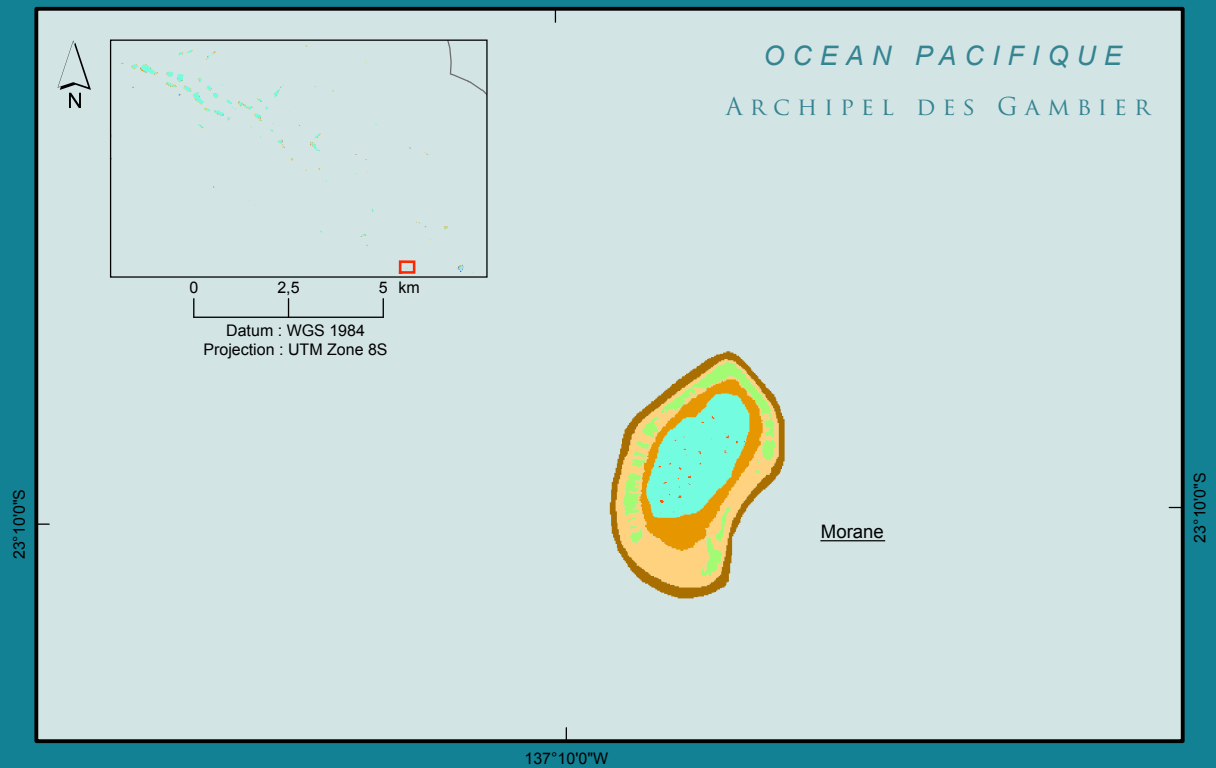 OCEAN PACIFIQUE
ARCHIPEL DES GAMBIER
N
0 2,5 5 km
Datum : WGS 1984
Projection : UTM Zone 8S
23°10'0"S
23°10'0"S
Morane
137°10'0"W